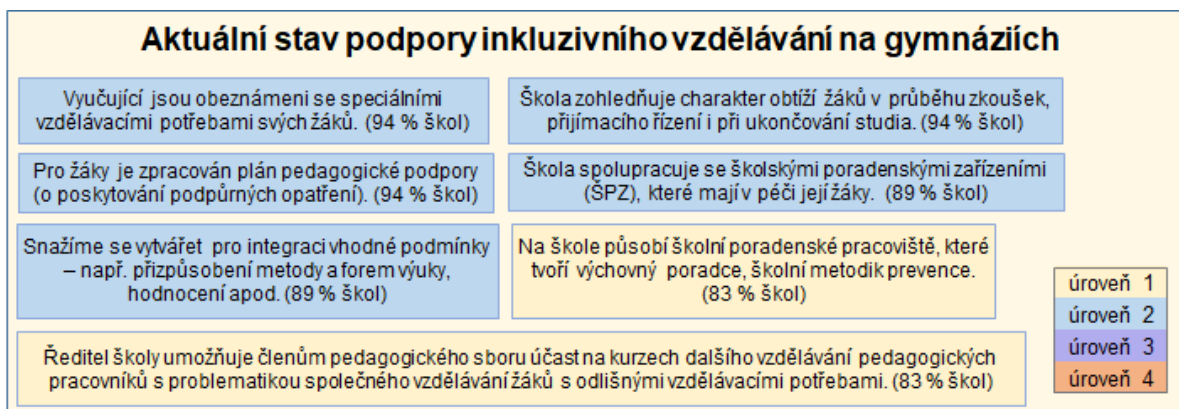 Aktuální stav podpory inkluzivního vzdělávání na gymnáziích
Vyučující jsou obeznámeni se speciálními
vzdělávacími potřebami svých žáků. (94 % škol)
Škola zohledňuje charakter obtíží žáků v průběhu zkoušek,
přijímacího řízení i při ukončování studia. (94 % škol)
Pro žáky je zpracován plán pedagogické podpory
(o poskytování podpůrných opatření). (94 % škol)
Škola spolupracuje se školskými poradenskými zařízeními
(ŠPZ), které mají v péči její žáky. (89 % škol)
Snažíme se vytvářet pro integraci vhodné podmínky
– např. přizpůsobení metody a forem výuky,
hodnocení apod. (89 % škol)
Na škole působí školní poradenské pracoviště, které
tvoří výchovný poradce, školní metodik prevence.
(83 % škol)
Ředitel školy umožňuje členům pedagogického sboru účast na kurzech dalšího vzdělávání pedagogických
pracovníků s problematikou společného vzdělávání žáků s odlišnými vzdělávacími potřebami. (83 % škol)
úroveň 1
úroveň 2
úroveň 3
úroveň 4